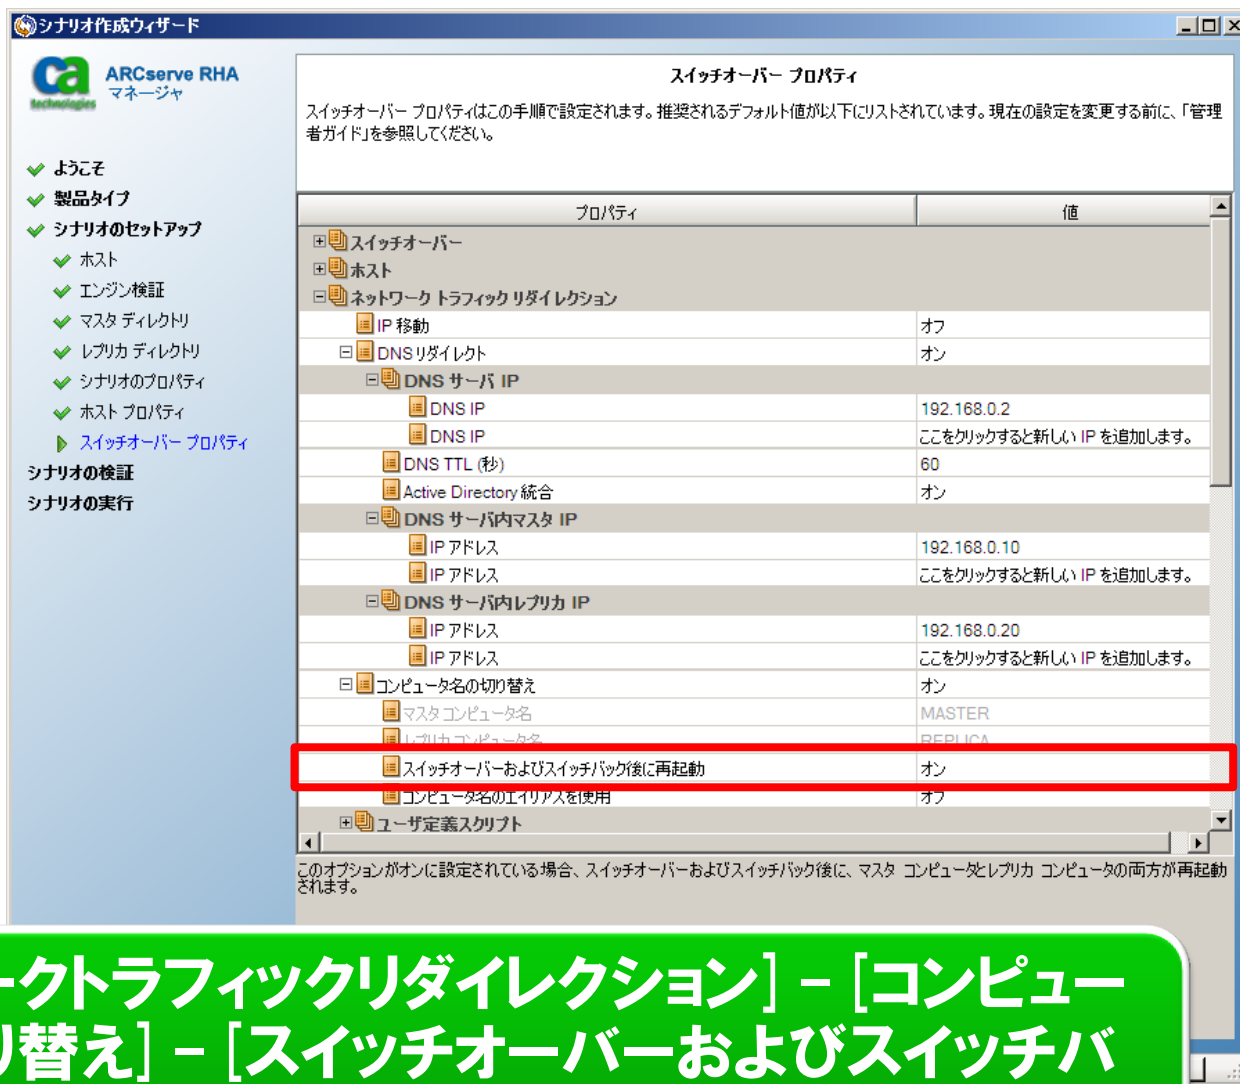 シナリオ作成ウィザード
ca
technologies
ARCserve RHA
マネージャ
ようこそ
製品タイプ
シナリオのセットアップ
ホスト
エンジン検証
マスタ ディレクトリ
レプリカ ディレクトリ
シナリオのプロパティ
ホスト プロパティ
スイッチオーバー プロパティ
シナリオの検証
シナリオの実行
スイッチオーバー プロパティ
スイッチオーバー プロパティはこの手順で設定されます。推奨されるデフォルト値が以下にリストされています。現在の設定を変更する前に、「管理
者ガイド」を参照してください。
プロパティ 値
スイッチオーバー
ホスト
ネットワーク トラフィック リダイレクション
IP 移動 オフ
DNS リダイレクト オン
DNS サーバ IP
DNS IP 192.168.0.2
DNS IP ここをクリックすると新しい IP を追加します。
DNS TTL (秒) 60
Active Directory 統合 オン
DNS サーバ内マスタ IP
IP アドレス 192.168.0.10
IP アドレス ここをクリックすると新しい IP を追加します。
DNS サーバ内レプリカ IP
IP アドレス 192.168.0.20
IP アドレス ここをクリックすると新しい IP を追加します。
コンピュータ名の切り替え オン
マスタ コンピュータ名 MASTER
レプリカ コンピュータ名 REPLICA
スイッチオーバーおよびスイッチバック後に再起動 オン
コンピュータ名のエイリアスを使用 オフ
ユーザ定義スクリプト
このオプションがオンに設定されている場合、スイッチオーバーおよびスイッチバック後に、マスタ コンピュータとレプリカ コンピュータの両方が再起動
されます。
ークトラフィックリダイレクション] - [コンピュー
り替え] - [スイッチオーバーおよびスイッチバ